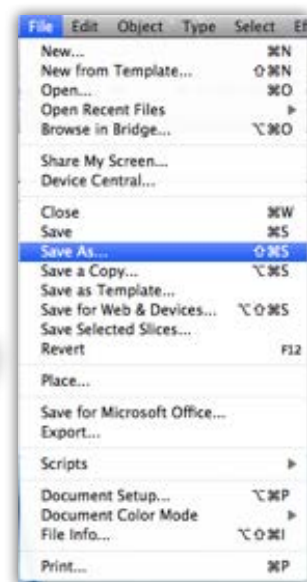 File Edit Object Type Select Ef
New... ⌘N
New from Template... ⇧⌘N
Open... ⌘O
Open Recent Files ▶
Browse in Bridge... ⌥⌘O
Share My Screen...
Device Central...
Close ⌘W
Save ⌘S
Save As... ⇧⌘S
Save a Copy... ⌥⌘S
Save as Template...
Save for Web & Devices... ⌥⇧⌘S
Save Selected Slices...
Revert F12
Place...
Save for Microsoft Office...
Export...
Scripts ▶
Document Setup... ⌥⌘P
Document Color Mode ▶
File Info... ⌥⇧⌘I
Print... ⌘P